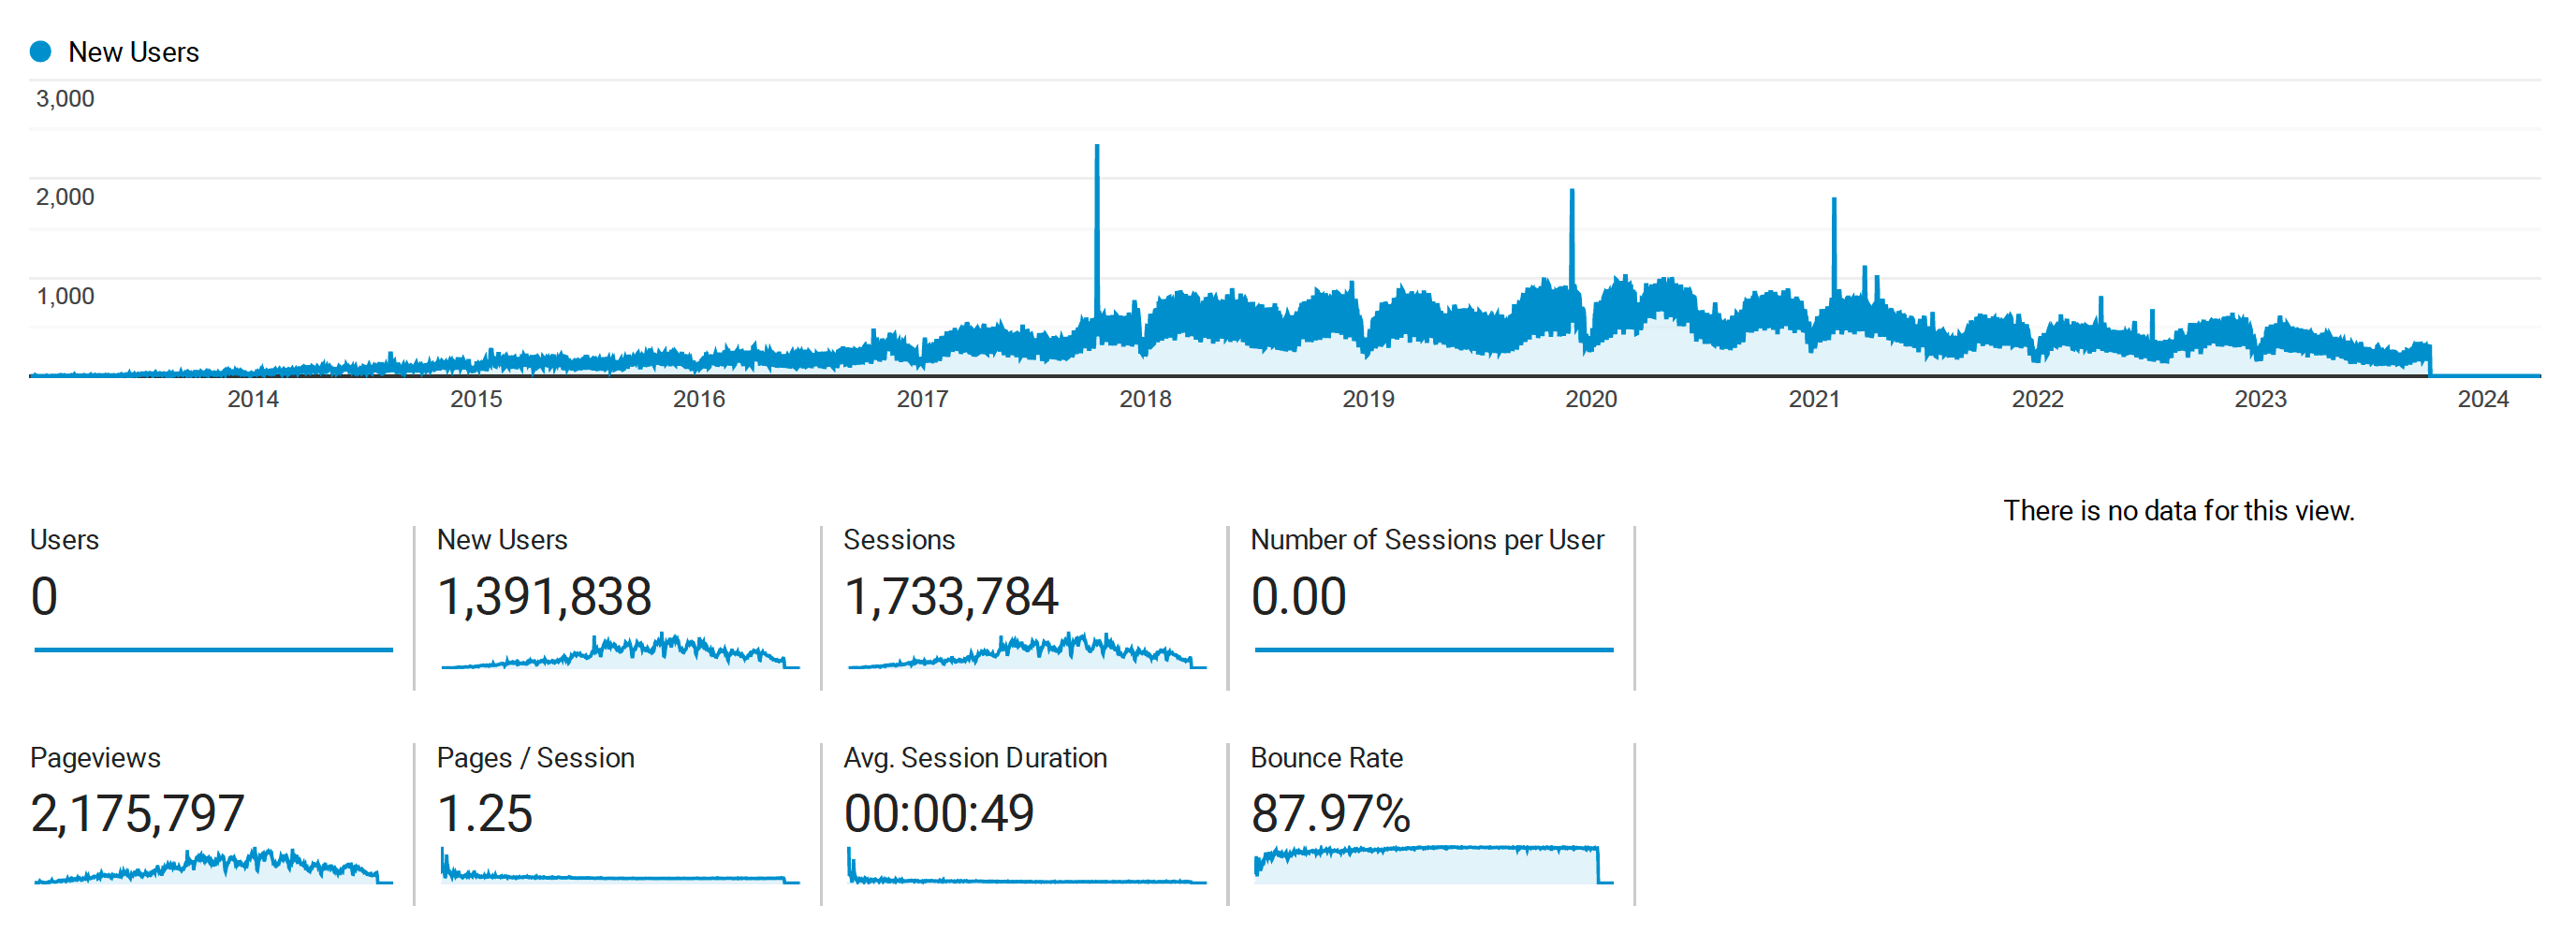 New Users
3,000
2,000
1,000
2014 2015 2016 2017 2018 2019 2020 2021 2022 2023 2024
There is no data for this view.
Users
0
New Users
1,391,838
Sessions
1,733,784
Number of Sessions per User
0.00
Pageviews
2,175,797
Pages / Session
1.25
Avg. Session Duration
00:00:49
Bounce Rate
87.97%